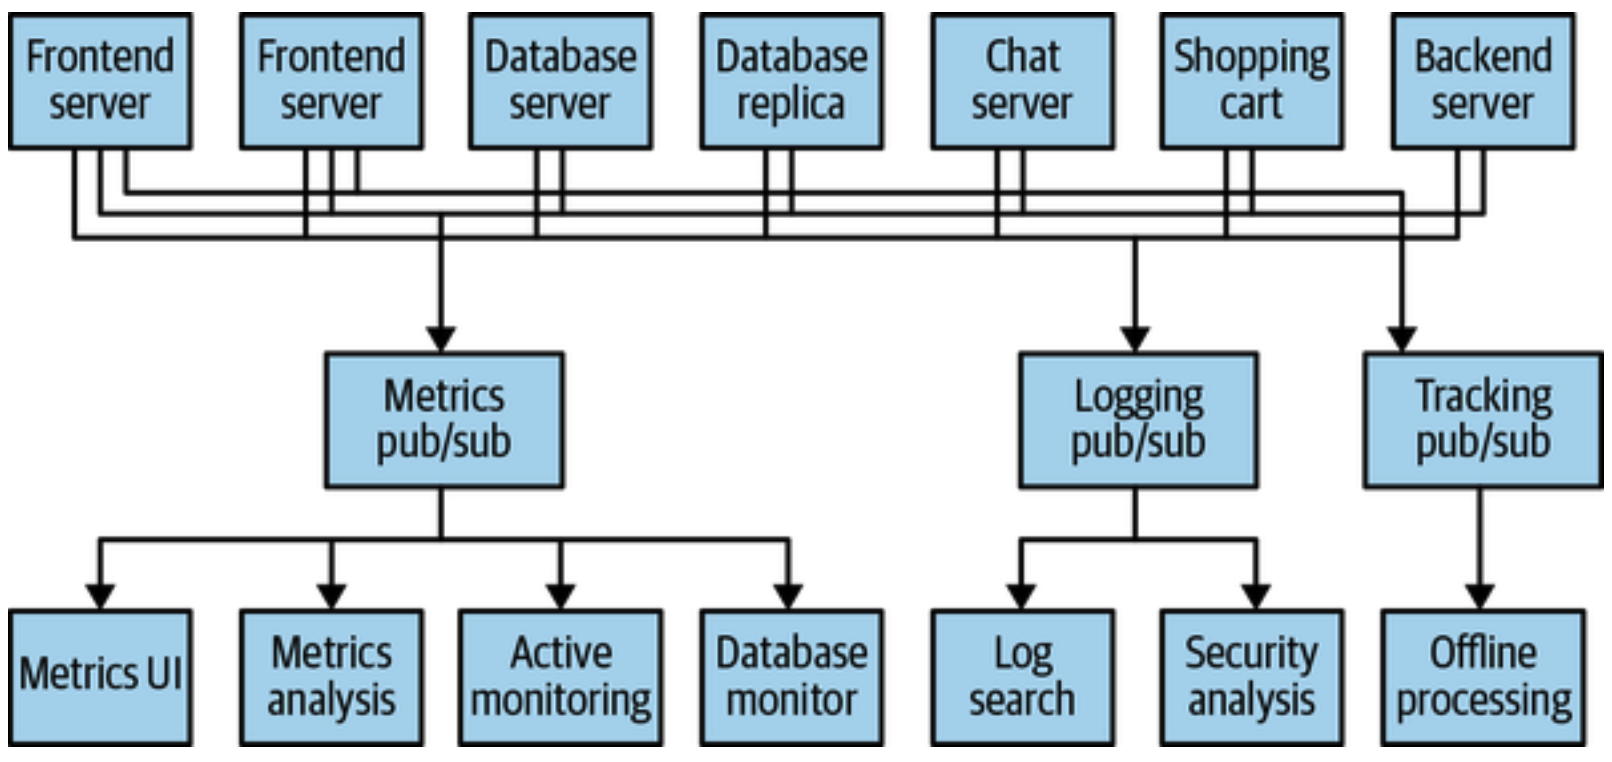 Frontend
server
Frontend
server
Database
server
Database
replica
Chat
server
Shopping
cart
Backend
server
Metrics
pub/sub
Logging
pub/sub
Tracking
pub/sub
Metrics UI
Metrics
analysis
Active
monitoring
Database
monitor
Log
search
Security
analysis
Offline
processing